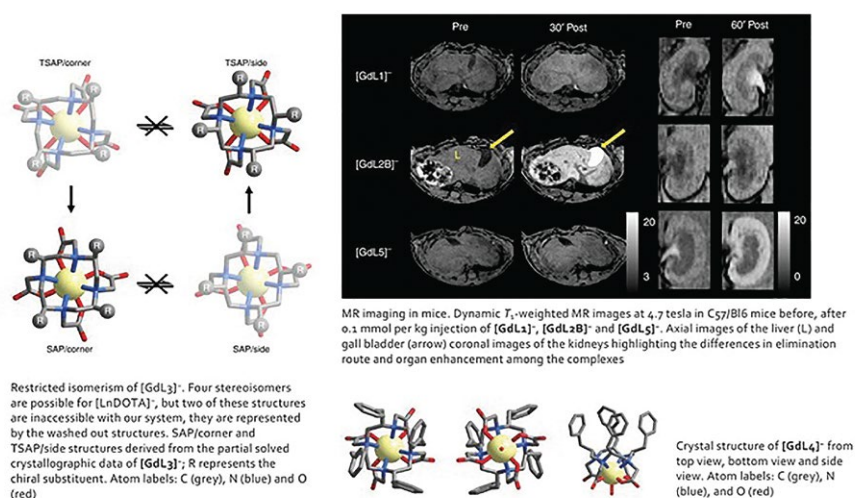 TSAP/corner
TSAP/side
R R R R
R R R R
R R R R
R R R R
SAP/corner
SAP/side
Restricted isomerism of [GdL3]⁻. Four stereoisomers
are possible for [LnDOTA]⁻, but two of these structures
are inaccessible with our system, they are represented
by the washed out structures. SAP/corner and
TSAP/side structures derived from the partial solved
crystallographic data of [GdL3]⁻; R represents the
chiral substituent. Atom labels: C (grey), N (blue) and O
(red)
Pre
30″ Post
Pre
60″ Post
[GdL1]⁻
[GdL2B]⁻
L
[GdL5]⁻
20
3
20
0
MR imaging in mice. Dynamic T₁-weighted MR images at 4.7 tesla in C57/Bl6 mice before, after
0.1 mmol per kg injection of [GdL1]⁻, [GdL2B]⁻ and [GdL5]⁻. Axial images of the liver (L) and
gall bladder (arrow) coronal images of the kidneys highlighting the differences in elimination
route and organ enhancement among the complexes
Crystal structure of [GdL4]⁻ from
top view, bottom view and side
view. Atom labels: C (grey), N
(blue), and O (red)